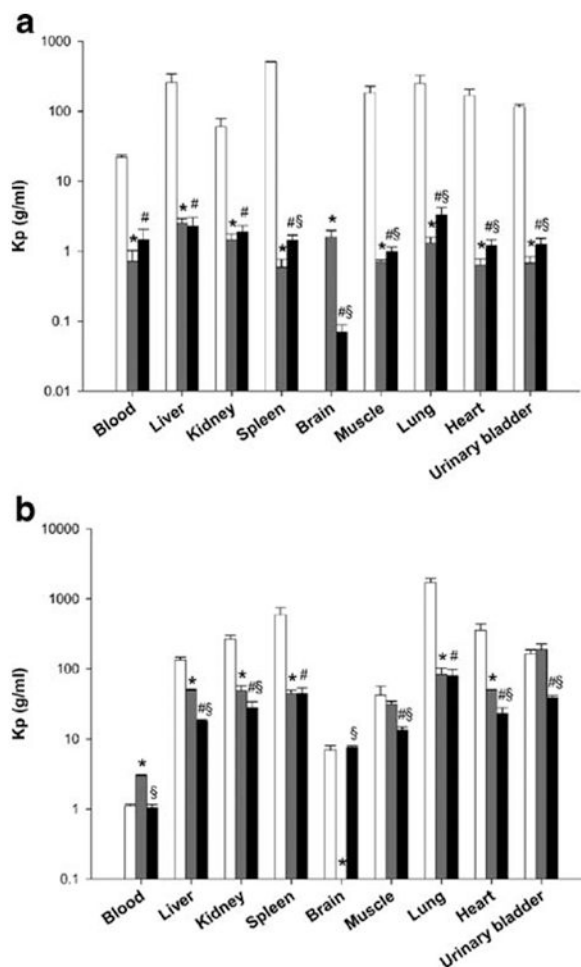 a
1000
100
10
1
0.1
0.01
Kp (g/ml)
* #
* #
* #
* #§
* #§
* #§
* #§
* #§
* #§
Blood
Liver
Kidney
Spleen
Brain
Muscle
Lung
Heart
Urinary bladder
b
10000
1000
100
10
1
0.1
Kp (g/ml)
* §
* #§
* #§
* #
* §
#§
* #
* #§
#§
Blood
Liver
Kidney
Spleen
Brain
Muscle
Lung
Heart
Urinary bladder